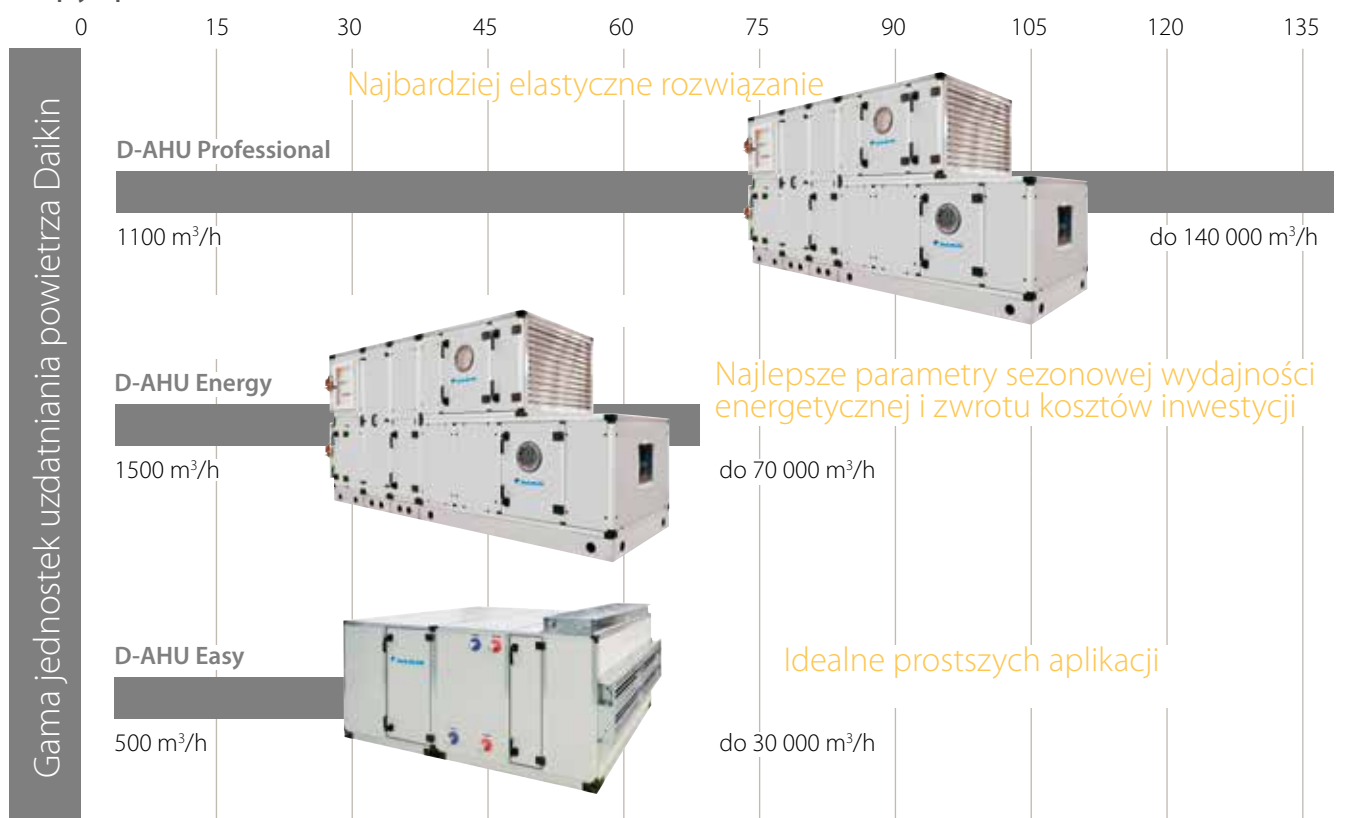 0 15 30 45 60 75 90 105 120 135
Gama jednostek uzdatniania powietrza Daikin
Najbardziej elastyczne rozwiązanie
D-AHU Professional
1100 m³/h
do 140 000 m³/h
D-AHU Energy
Najlepsze parametry sezonowej wydajności
energetycznej i zwrotu kosztów inwestycji
1500 m³/h
do 70 000 m³/h
D-AHU Easy
Idealne prostszych aplikacji
500 m³/h
do 30 000 m³/h